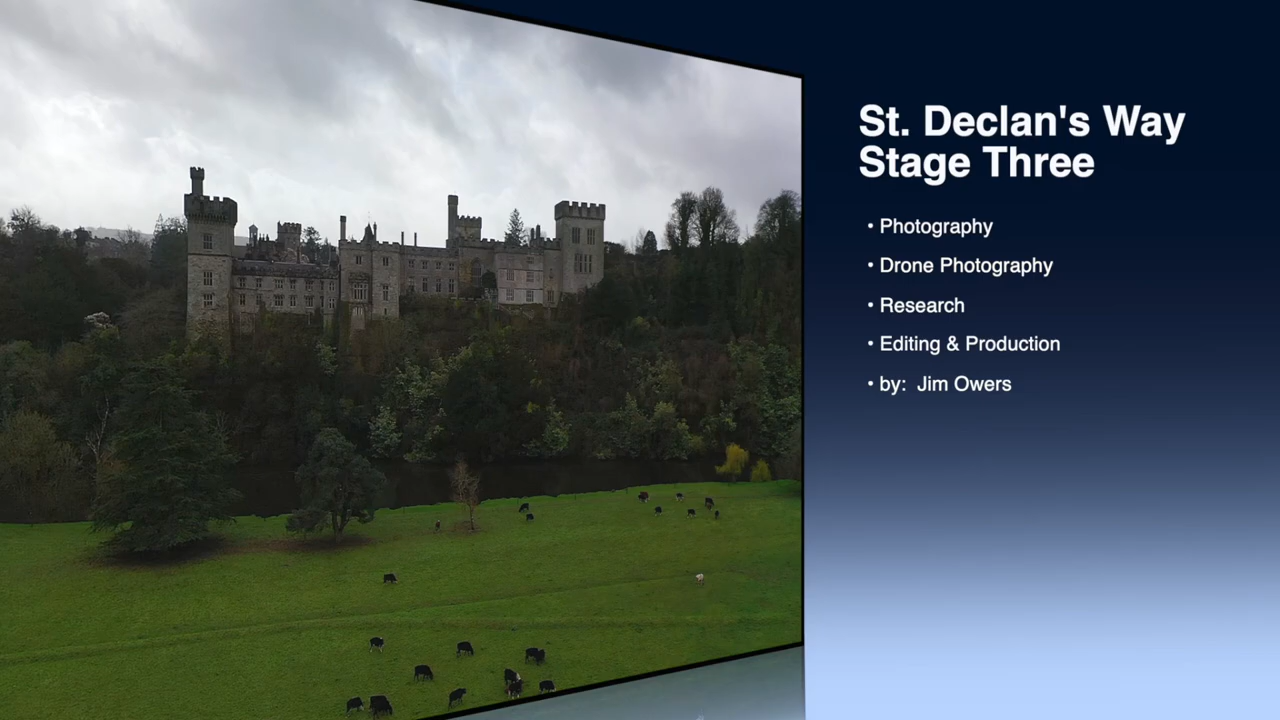 St. Declan's Way
Stage Three
• Photography
• Drone Photography
• Research
• Editing & Production
• by:  Jim Owers